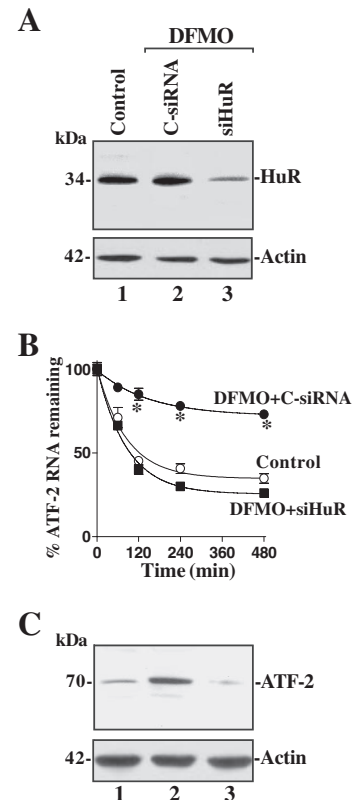 A
DFMO
Control
C-siRNA
siHuR
kDa
34-
-HuR
42-
-Actin
1 2 3
B
% ATF-2 RNA remaining
100
50
0
*
*
*
DFMO+C-siRNA
Control
DFMO+siHuR
0 120 240 360 480
Time (min)
C
kDa
70-
-ATF-2
42-
-Actin
1 2 3